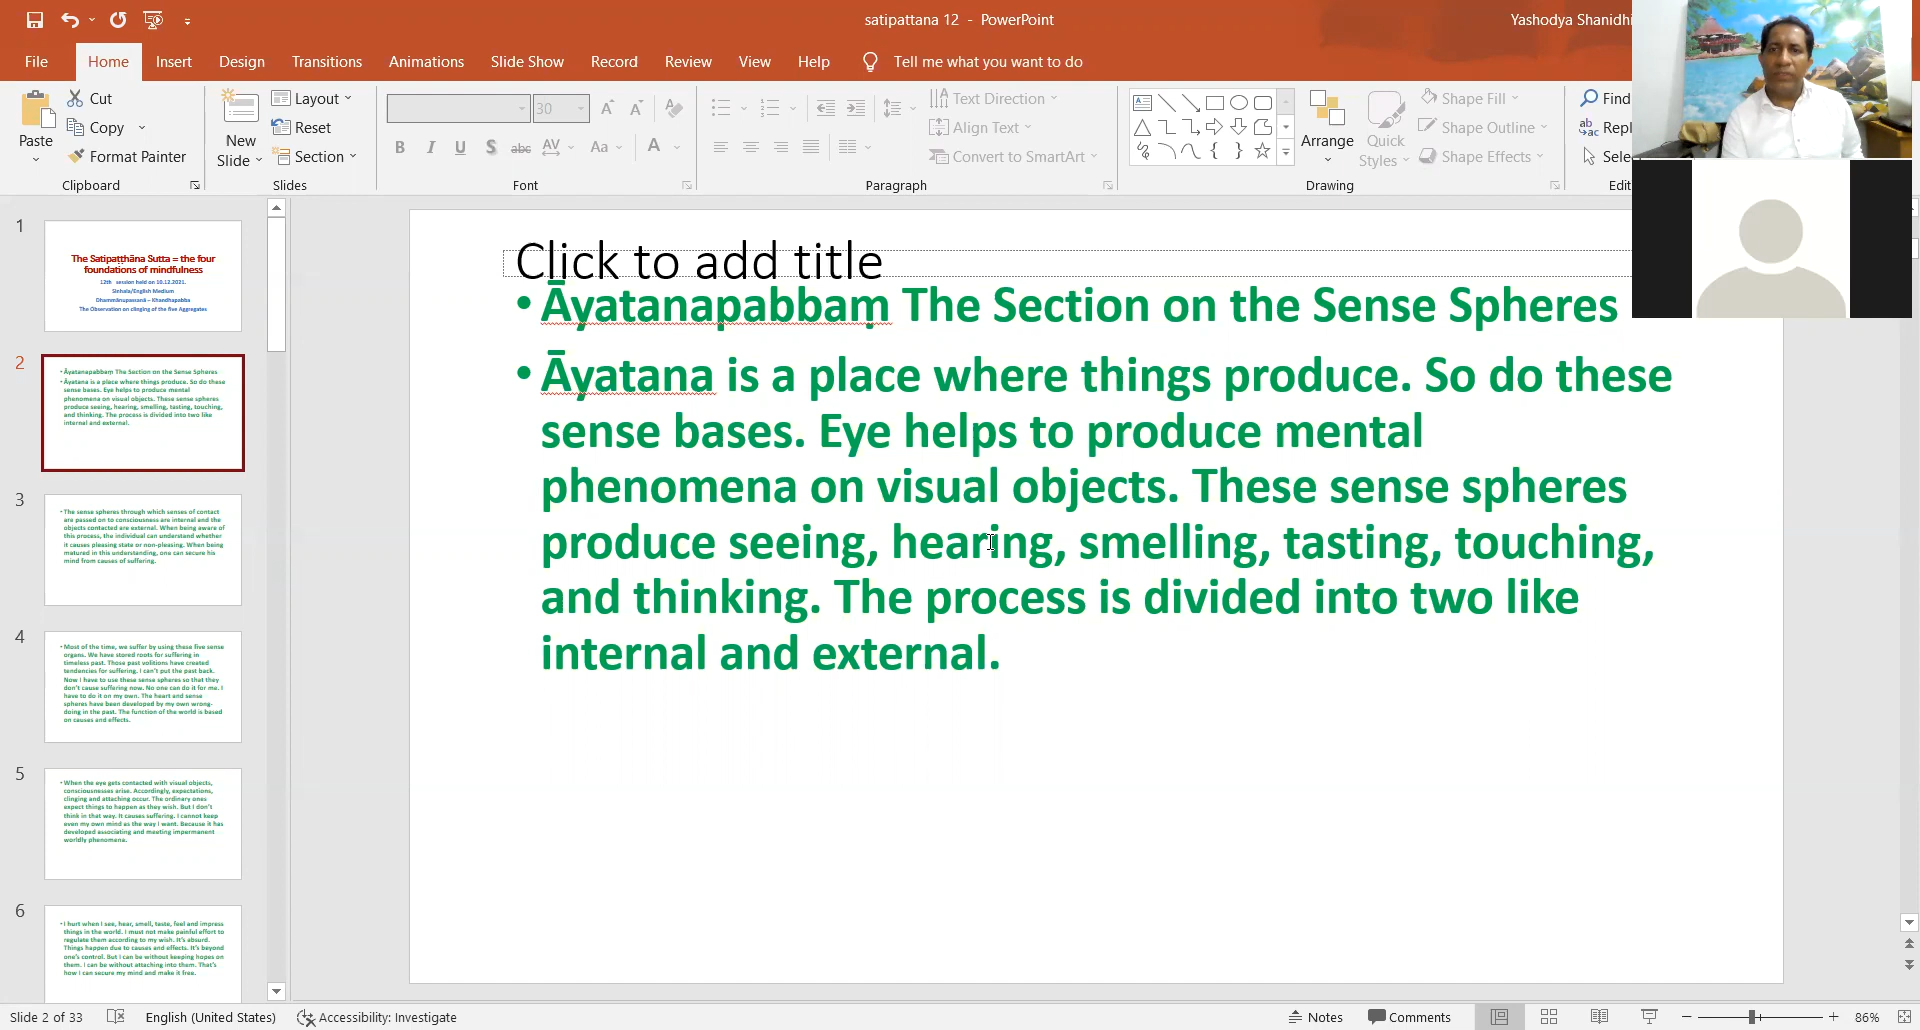 satipattana 12 - PowerPoint
Yashodya Shanidhi
File Home Insert Design Transitions Animations Slide Show Record Review View Help Tell me what you want to do
Paste
Cut
Copy
Format Painter
Clipboard
New Slide
Layout
Reset
Section
Slides
30
B I U S abc AV Aa A
Font
Text Direction
Align Text
Convert to SmartArt
Paragraph
Arrange
Quick Styles
Shape Fill
Shape Outline
Shape Effects
Drawing
Find
Repl
Sele
Edit
1
The Satipaṭṭhāna Sutta = the four
foundations of mindfulness
12th session held on 10.12.2021.
Sinhala/English Medium
Dhammānupassanā – Khandhapabba
The Observation on clinging of the five Aggregates
2
• Āyatanapabbaṃ The Section on the Sense Spheres
• Āyatana is a place where things produce. So do these
sense bases. Eye helps to produce mental
phenomena on visual objects. These sense spheres
produce seeing, hearing, smelling, tasting, touching,
and thinking. The process is divided into two like
internal and external.
3
• The sense spheres through which senses of contact
are passed on to consciousness are internal and the
objects contacted are external. When being aware of
this process, the individual can understand whether
it causes pleasing state or non-pleasing. When being
matured in this understanding, one can secure his
mind from causes of suffering.
4
• Most of the time, we suffer by using these five sense
organs. We have stored roots for suffering in
timeless past. Those past volitions have created
tendencies for suffering. I can't put the past back.
Now I have to use these sense spheres so that they
don't cause suffering now. No one can do it for me. I
have to do it on my own. The heart and sense
spheres have been developed by my own wrong-
doing in the past. The function of the world is based
on causes and effects.
5
• When the eye gets contacted with visual objects,
consciousnesses arise. Accordingly, expectations,
clinging and attaching occur. The ordinary ones
expect things to happen as they wish. But I don't
think in that way. It causes suffering. I cannot keep
even my own mind as the way I want. Because it has
developed associating and meeting impermanent
worldly phenomena.
6
• I hurt when I see, hear, smell, taste, feel and impress
things in the world. I must not make painful effort to
regulate them according to my wish. It's absurd.
Things happen due to causes and effects. It's beyond
one's control. But I can be without keeping hopes on
them. I can be without attaching into them. That's
how I can secure my mind and make it free.
Click to add title
• Āyatanapabbaṃ The Section on the Sense Spheres
• Āyatana is a place where things produce. So do these
sense bases. Eye helps to produce mental
phenomena on visual objects. These sense spheres
produce seeing, hearing, smelling, tasting, touching,
and thinking. The process is divided into two like
internal and external.
Slide 2 of 33 English (United States) Accessibility: Investigate Notes Comments 86%